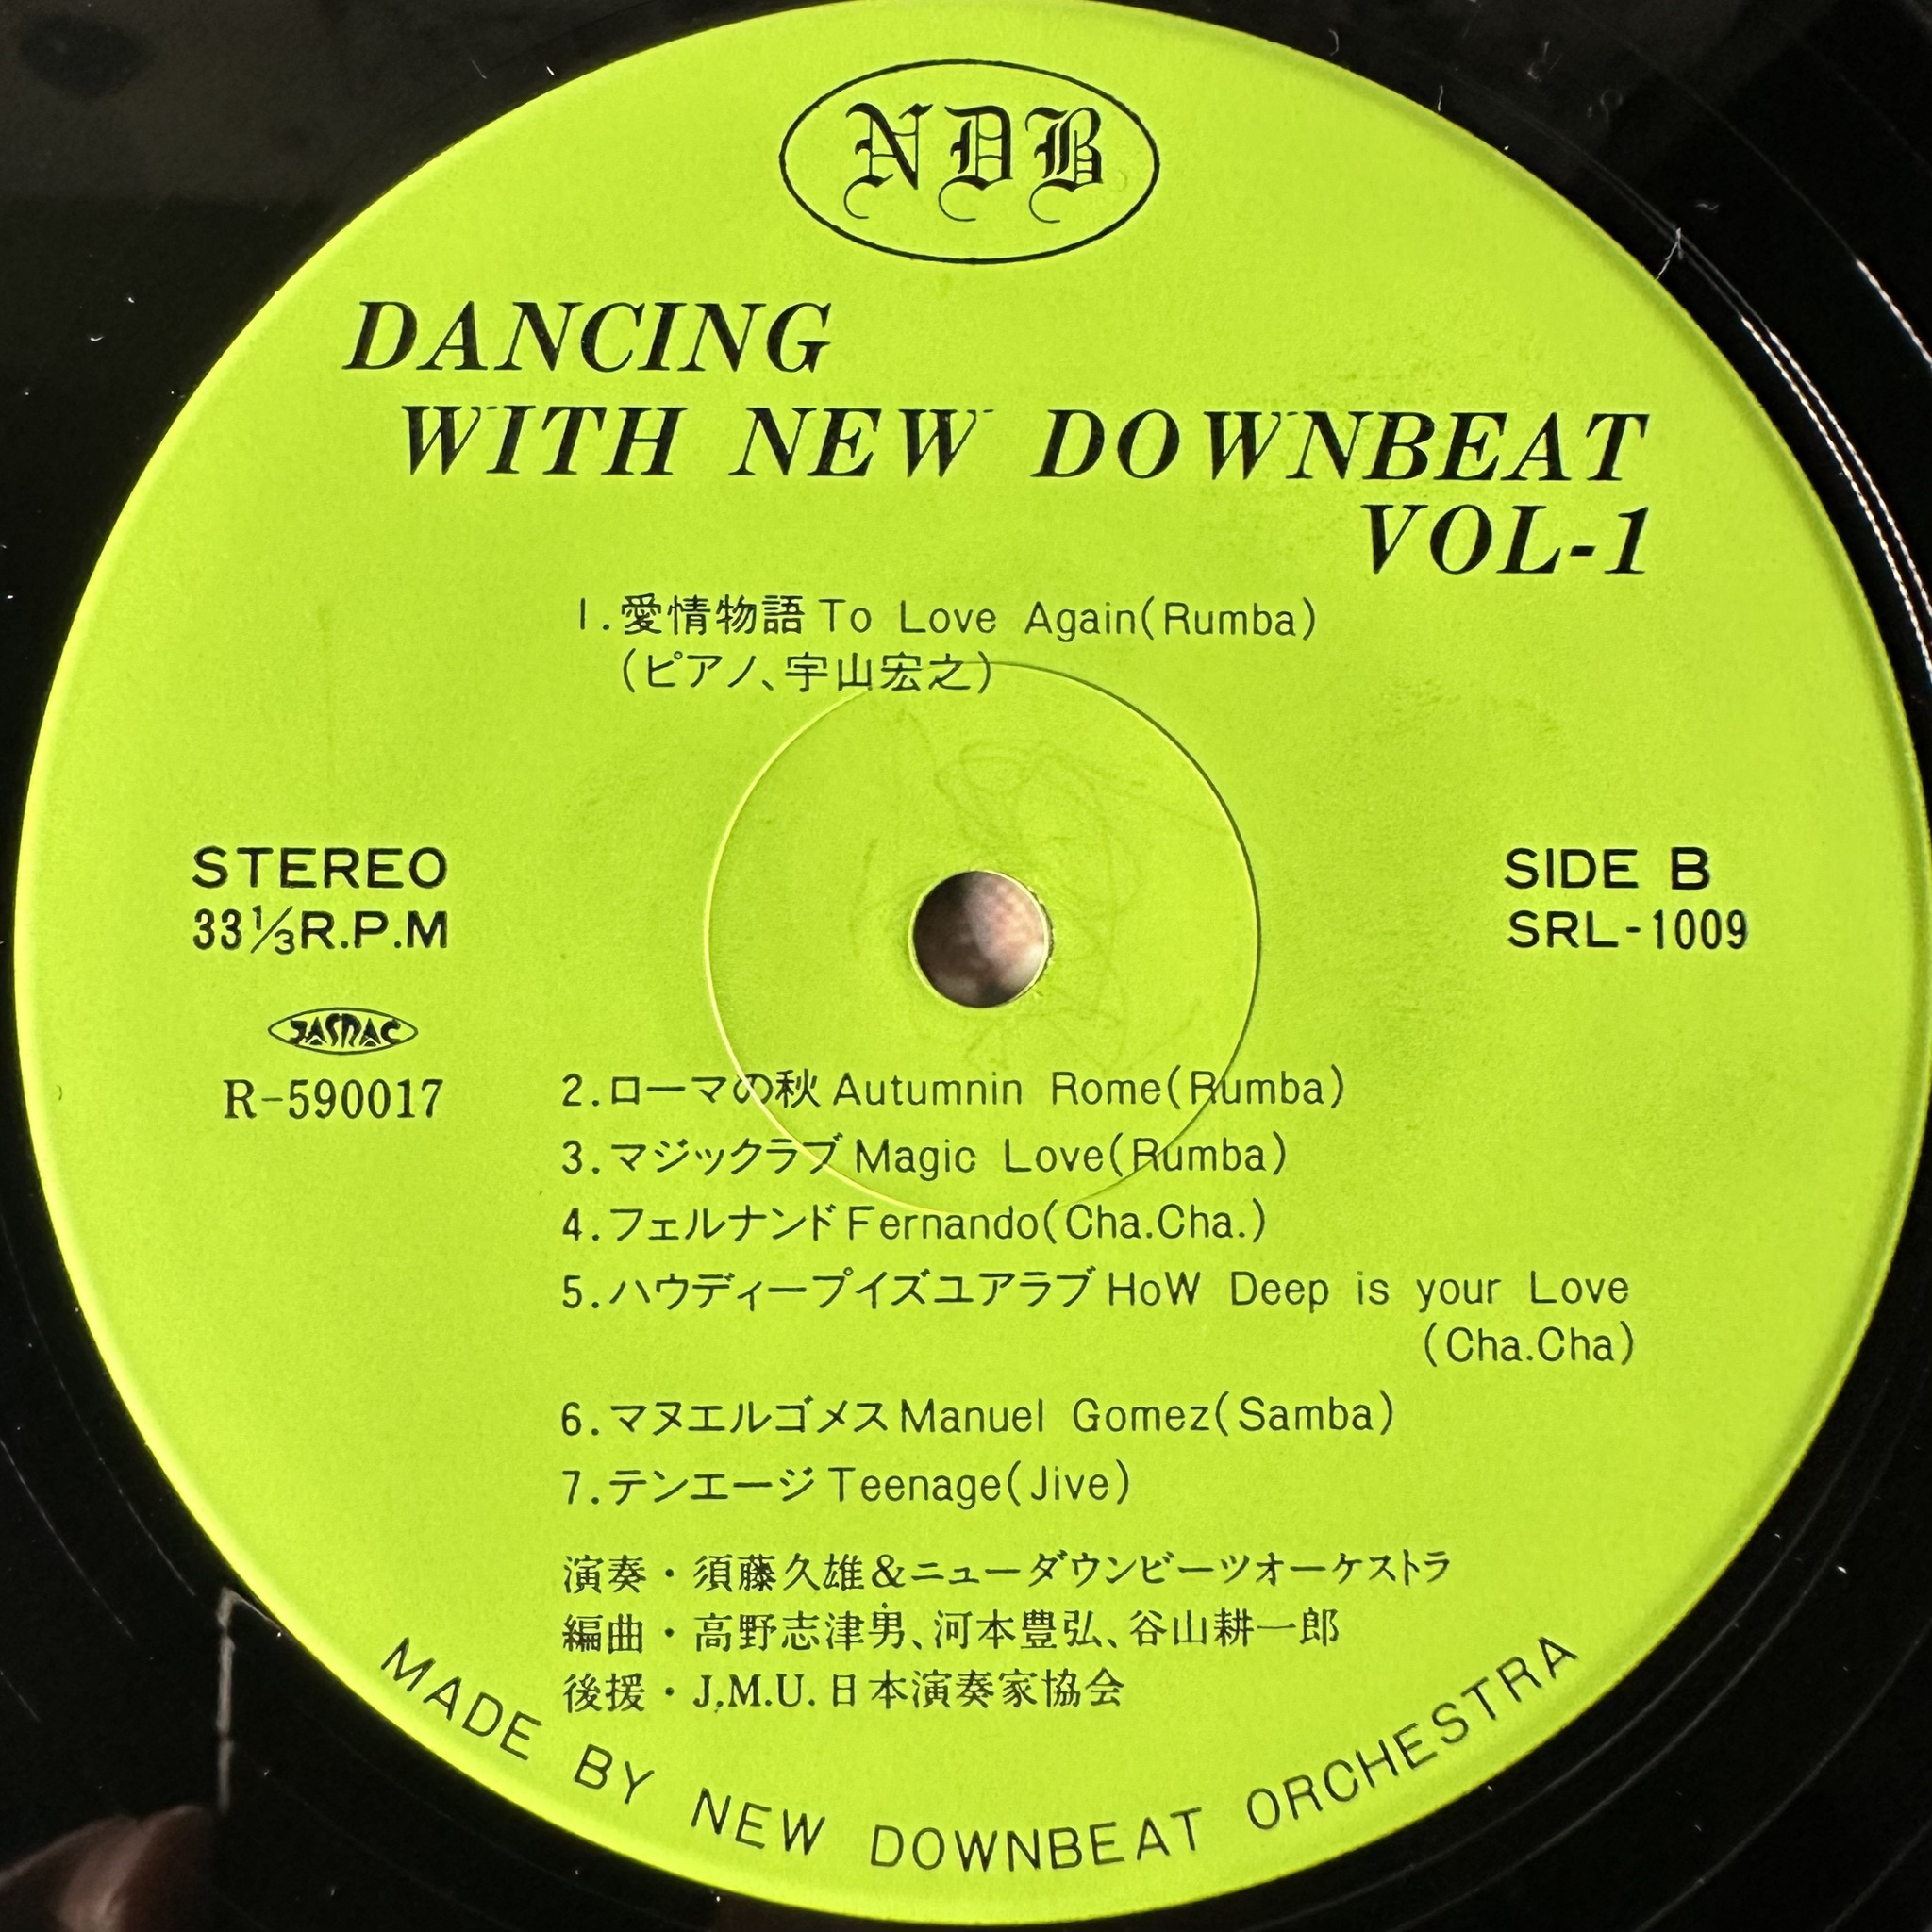 NDB
DANCING
WITH NEW DOWNBEAT
VOL-1
1.愛情物語 To Love Again(Rumba)
(ピアノ、宇山宏之)
STEREO
33⅓R.P.M
SIDE B
SRL-1009
JASRAC
R-590017
2.ローマの秋 Autumnin Rome(Rumba)
3.マジックラブ Magic Love(Rumba)
4.フェルナンド Fernando(Cha.Cha.)
5.ハウディープイズユアラブ HoW Deep is your Love
(Cha.Cha)
6.マヌエルゴメス Manuel Gomez(Samba)
7.テンエージ Teenage(Jive)
演奏・須藤久雄&ニューダウンビーツオーケストラ
編曲・高野志津男、河本豊弘、谷山耕一郎
後援・J.M.U.日本演奏家協会
MADE BY NEW DOWNBEAT ORCHESTRA